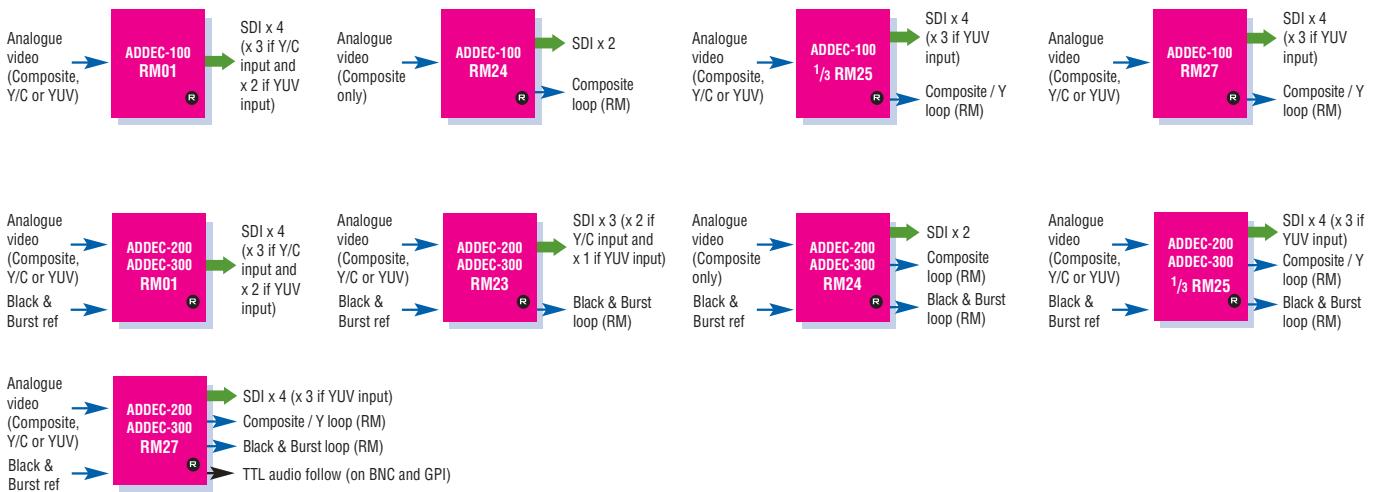 Analogue
video
(Composite,
Y/C or YUV)
ADDEC-100
RM01
R
SDI x 4
(x 3 if Y/C
input and
x 2 if YUV
input)
Analogue
video
(Composite
only)
ADDEC-100
RM24
R
SDI x 2
Composite
loop (RM)
Analogue
video
(Composite,
Y/C or YUV)
ADDEC-100
1/3 RM25
R
SDI x 4
(x 3 if YUV
input)
Composite / Y
loop (RM)
Analogue
video
(Composite,
Y/C or YUV)
ADDEC-100
RM27
R
SDI x 4
(x 3 if YUV
input)
Composite / Y
loop (RM)
Analogue
video
(Composite,
Y/C or YUV)
Black &
Burst ref
ADDEC-200
ADDEC-300
RM01
R
SDI x 4
(x 3 if Y/C
input and
x 2 if YUV
input)
Analogue
video
(Composite,
Y/C or YUV)
Black &
Burst ref
ADDEC-200
ADDEC-300
RM23
R
SDI x 3 (x 2 if
Y/C input and
x 1 if YUV input)
Black & Burst
loop (RM)
Analogue
video
(Composite
only)
Black &
Burst ref
ADDEC-200
ADDEC-300
RM24
R
SDI x 2
Composite
loop (RM)
Black & Burst
loop (RM)
Analogue
video
(Composite,
Y/C or YUV)
Black &
Burst ref
ADDEC-200
ADDEC-300
1/3 RM25
R
SDI x 4 (x 3 if
YUV input)
Composite / Y
loop (RM)
Black & Burst
loop (RM)
Analogue
video
(Composite,
Y/C or YUV)
Black &
Burst ref
ADDEC-200
ADDEC-300
RM27
R
SDI x 4 (x 3 if YUV input)
Composite / Y loop (RM)
Black & Burst loop (RM)
TTL audio follow (on BNC and GPI)